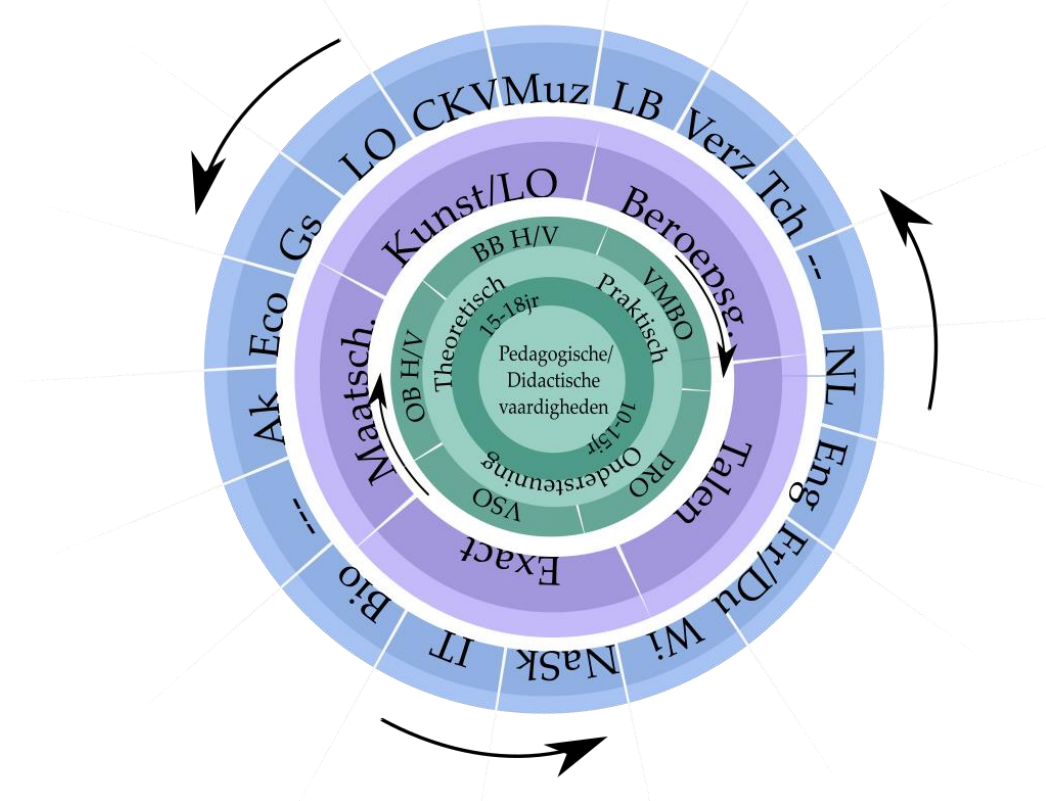 CKV
Muz
LB
Verz
Tch
--
NL
Eng
Fr/Du
Wi
NaSk
IT
Bio
---
Ak
Eco
Gs
LO
Kunst/LO
Beroepsg.
Talen
Exact
Maatsch.
BB H/V
VMBO
PRO
VSO
OB H/V
Theoretisch
Praktisch
Ondersteuning
15-18jr
10-15jr
Pedagogische/
Didactische
vaardigheden